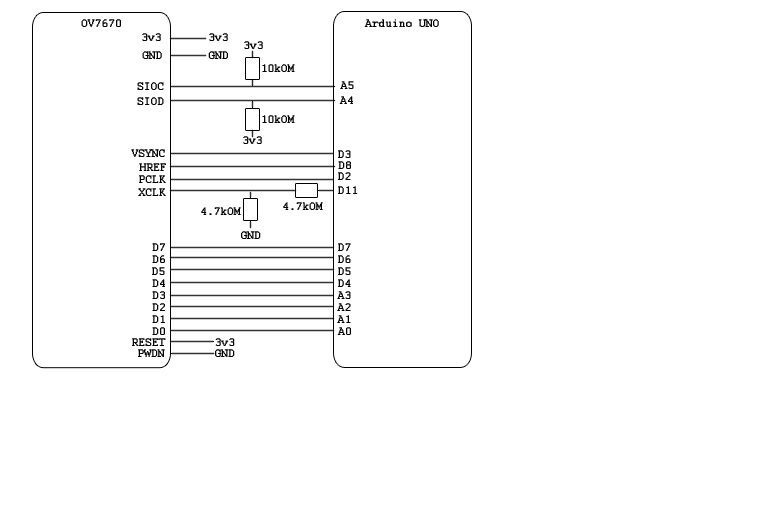 OV7670 Arduino UNO
3v3 3v3
3v3
GND GND
10kOM
SIOC A5
SIOD A4
10kOM
3v3
VSYNC D3
HREF D8
PCLK D2
XCLK D11
4.7kOM 4.7kOM
GND
D7 D7
D6 D6
D5 D5
D4 D4
D3 A3
D2 A2
D1 A1
D0 A0
RESET 3v3
PWDN GND